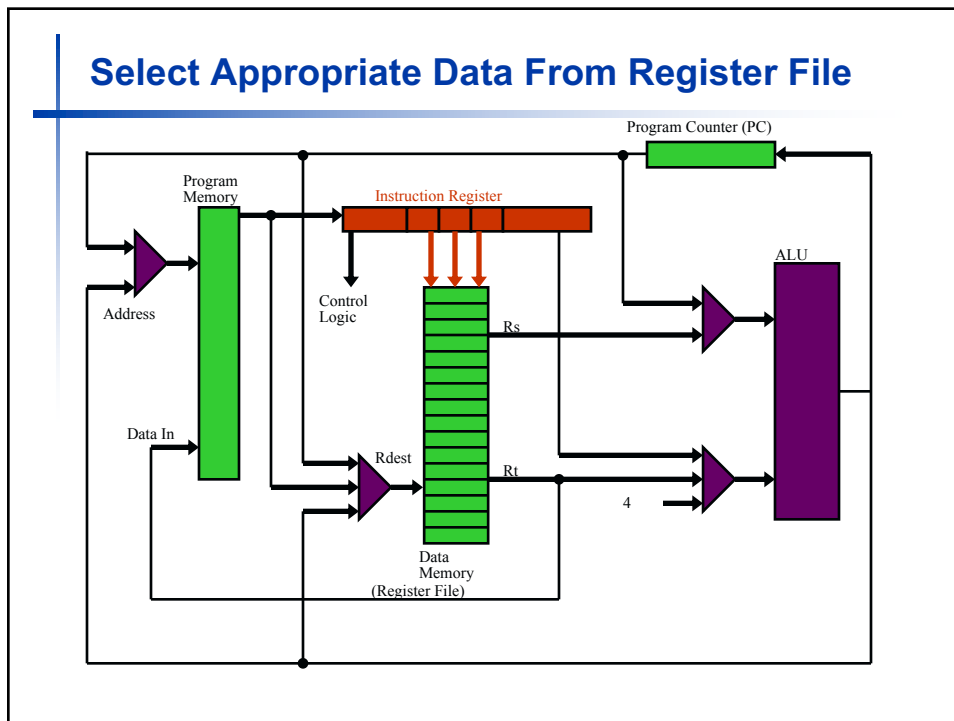 Select Appropriate Data From Register File
Program Counter (PC)
Program
Memory
Instruction Register
ALU
Address
Control
Logic
Rs
Data In
Rdest
Rt
4
Data
Memory
(Register File)